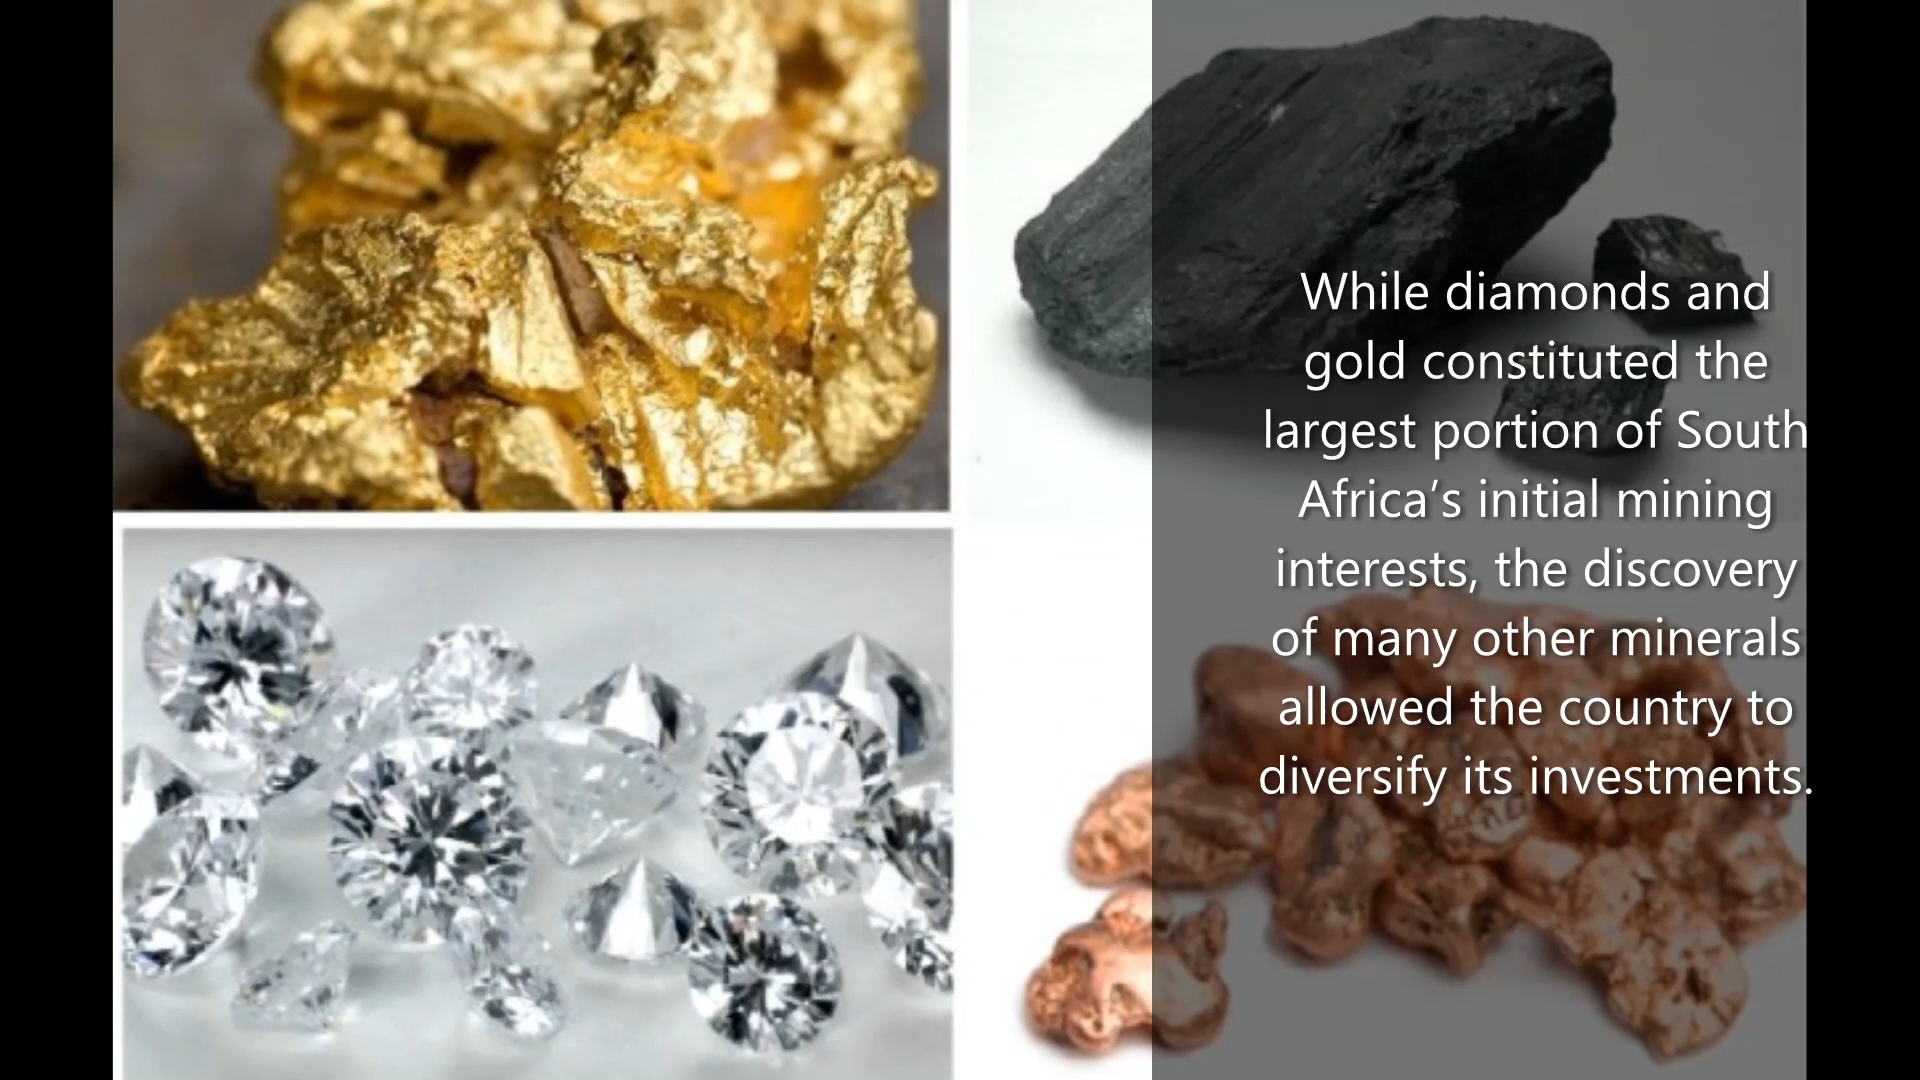 While diamonds and
gold constituted the
largest portion of South
Africa’s initial mining
interests, the discovery
of many other minerals
allowed the country to
diversify its investments.